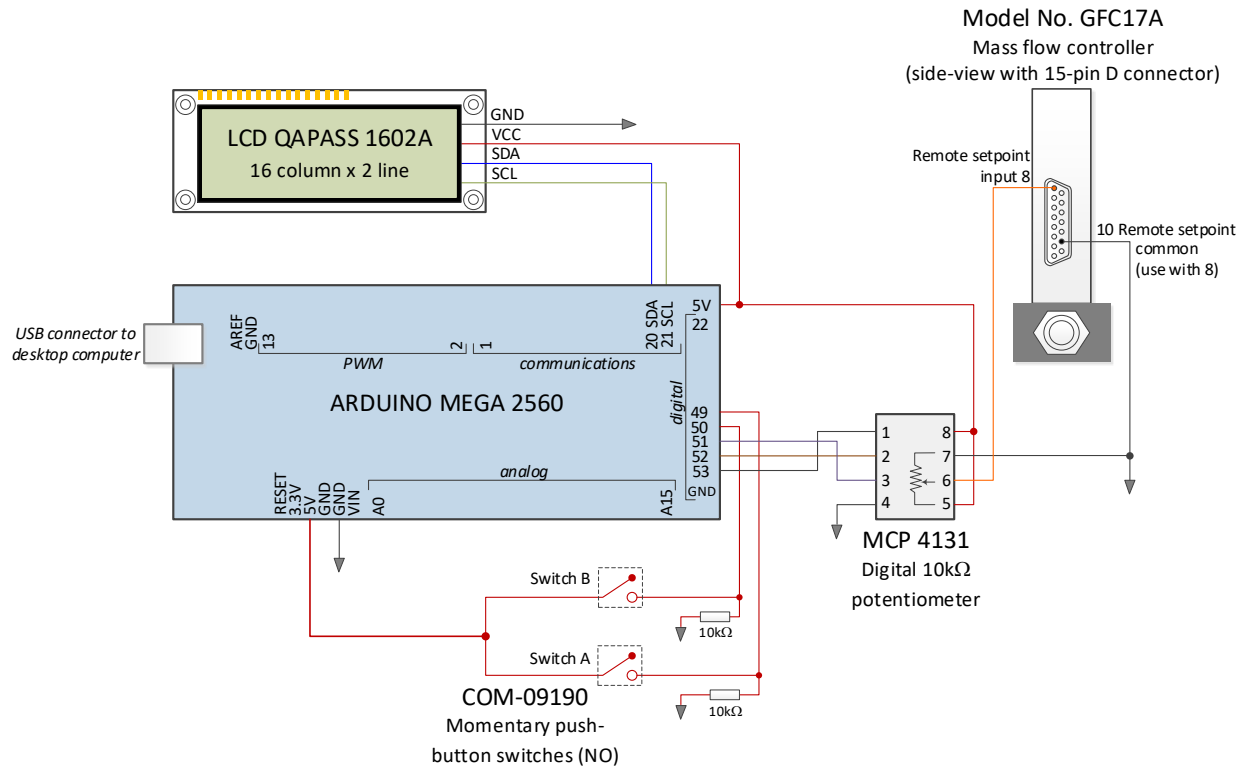 Model No. GFC17A
Mass flow controller
(side-view with 15-pin D connector)
LCD QAPASS 1602A
16 column x 2 line
GND
VCC
SDA
SCL
Remote setpoint
input 8
10 Remote setpoint
common
(use with 8)
USB connector to
desktop computer
AREF
GND
13
2
1
20 SDA
21 SCL
5V
22
PWM
communications
digital
ARDUINO MEGA 2560
49
50
51
52
53
GND
analog
RESET
3.3V
5V
GND
GND
VIN
A0
A15
1
2
3
4
8
7
6
5
MCP 4131
Digital 10kΩ
potentiometer
Switch B
10kΩ
Switch A
10kΩ
COM-09190
Momentary push-
button switches (NO)